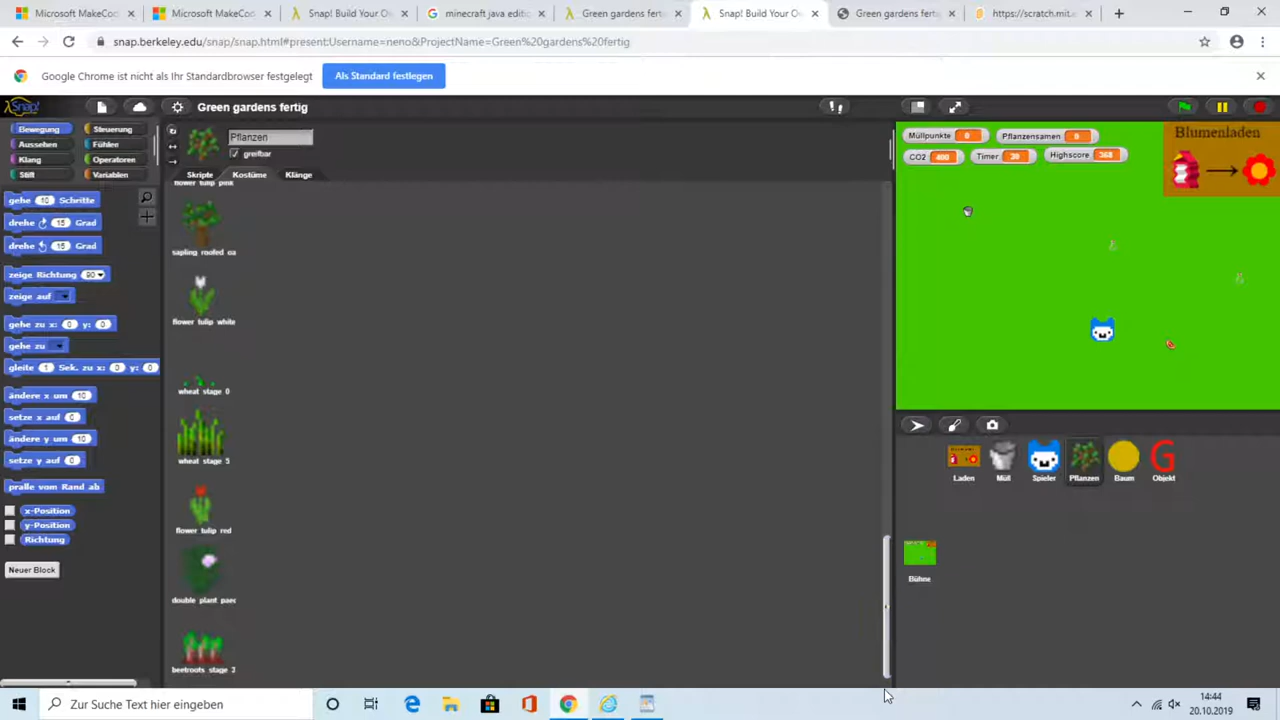 Microsoft MakeCo
Microsoft MakeCo
Snap! Build Your O
minecraft java editi
Green gardens fert
Snap! Build Your O
Green gardens fert
https://scratch.mit.e
snap.berkeley.edu/snap/snap.html#present:Username=neno&ProjectName=Green%20gardens%20fertig
Google Chrome ist nicht als Ihr Standardbrowser festgelegt
Als Standard festlegen
Snap!
Green gardens fertig
Bewegung
Steuerung
Aussehen
Fühlen
Klang
Operatoren
Stift
Variablen
Pflanzen
greifbar
Skripte
Kostüme
Klänge
gehe 10 Schritte
drehe 15 Grad
drehe 15 Grad
zeige Richtung 90
zeige auf
gehe zu x: 0 y: 0
gehe zu
gleite 1 Sek. zu x: 0 y: 0
ändere x um 10
setze x auf 0
ändere y um 10
setze y auf 0
pralle vom Rand ab
x-Position
y-Position
Richtung
Neuer Block
flower tulip pink
sapling roofed oa
flower tulip white
wheat stage 0
wheat stage 5
flower tulip red
double plant paeo
beetroots stage 3
Müllpunkte 0
Pflanzensamen 0
CO2 400
Timer 30
Highscore 368
Blumenladen
Laden
Müll
Spieler
Pflanzen
Baum
G
Objekt
Bühne
Zur Suche Text hier eingeben
14:44
20.10.2019